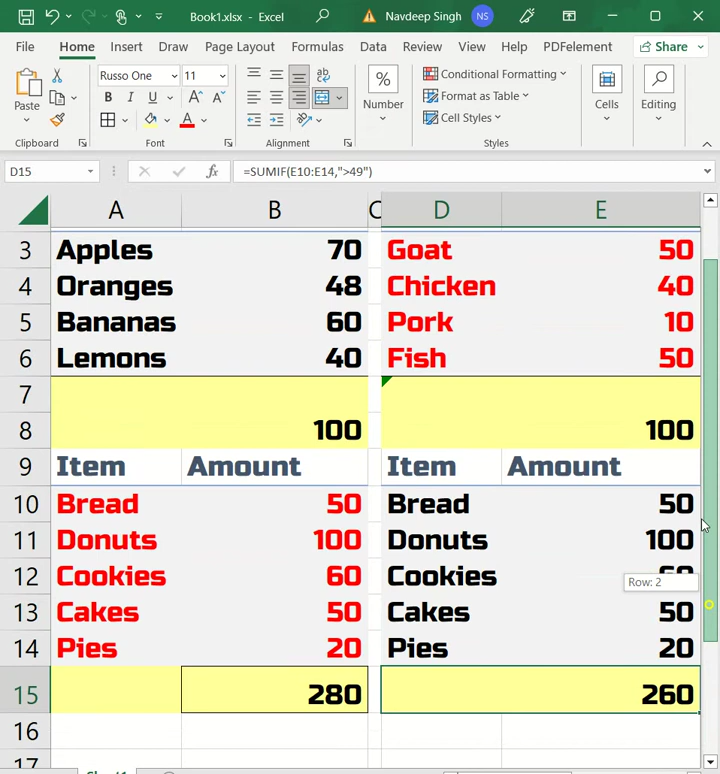 Book1.xlsx - Excel
Navdeep Singh NS
File Home Insert Draw Page Layout Formulas Data Review View Help PDFelement Share
Paste
Russo One 11
B I U A A
A
ab
%
Number
Conditional Formatting
Format as Table
Cell Styles
Cells
Editing
Clipboard Font Alignment Styles
D15 fx =SUMIF(E10:E14,">49")
A B C D E
3 Apples 70 Goat 50
4 Oranges 48 Chicken 40
5 Bananas 60 Pork 10
6 Lemons 40 Fish 50
7
8 100 100
9 Item Amount Item Amount
10 Bread 50 Bread 50
11 Donuts 100 Donuts 100
12 Cookies 60 Cookies
Row: 2
13 Cakes 50 Cakes 50
14 Pies 20 Pies 20
15 280 260
16
17